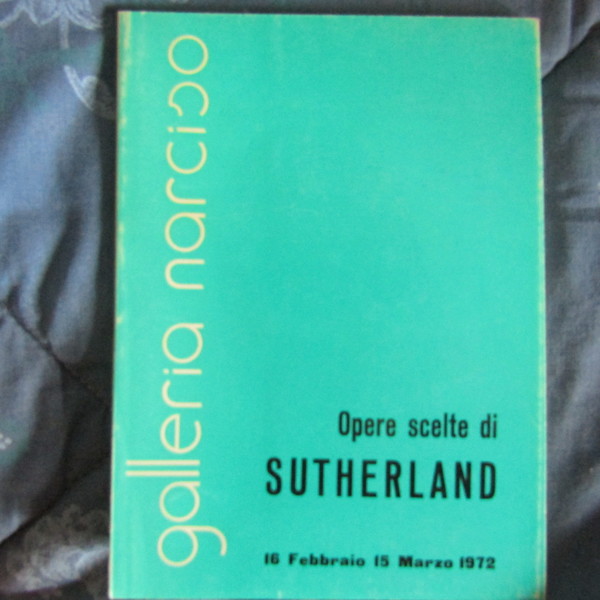 galleria narciso
Opere scelte di
SUTHERLAND
16 Febbraio 15 Marzo 1972